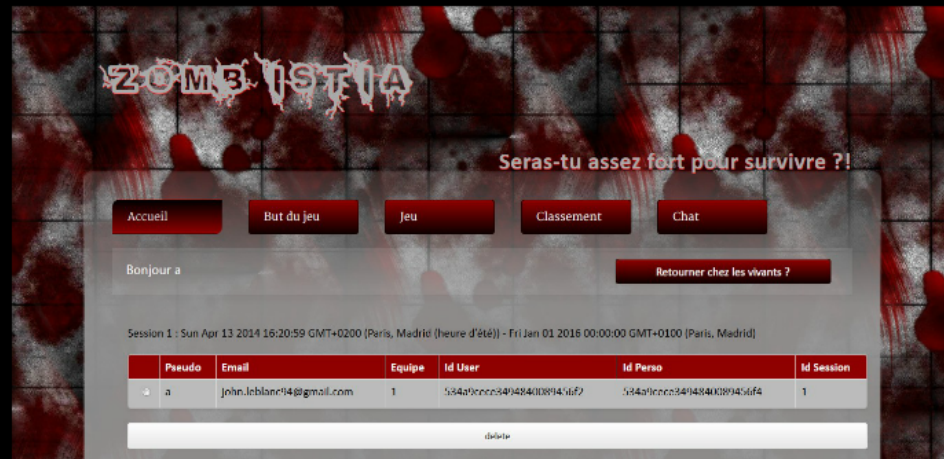 ZOMB'ISTIA
Seras-tu assez fort pour survivre ?!
Accueil But du jeu Jeu Classement Chat
Bonjour a
Retourner chez les vivants ?
Session 1 : Sun Apr 13 2014 16:20:59 GMT+0200 (Paris, Madrid (heure d'été)) - Fri Jan 01 2016 00:00:00 GMT+0100 (Paris, Madrid)
Pseudo Email Equipe Id User Id Perso Id Session
a john.leblanc94@gmail.com 1 1
delete